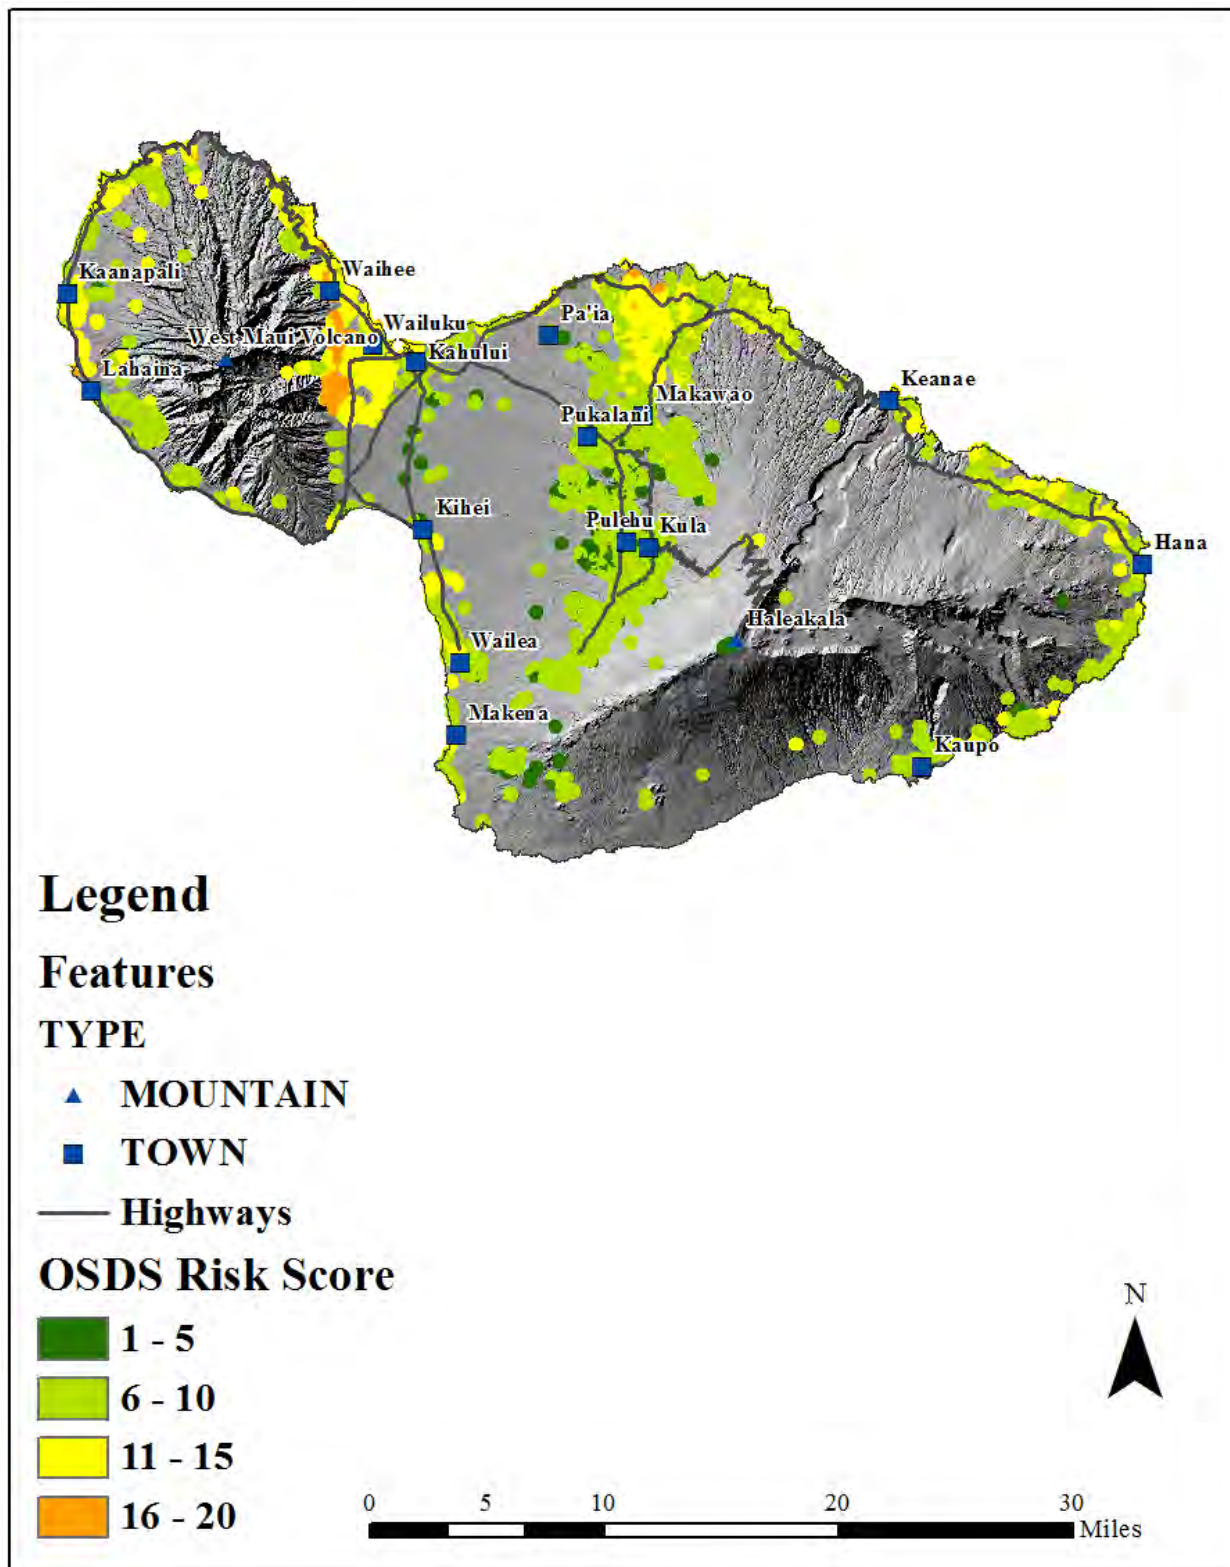 Kaanapali
Waihee
Wailuku
West Maui Volcano
Kahului
Lahaina
Pa'ia
Keanae
Makawao
Pukalani
Kihei
Pulehu
Kula
Hana
Haleakala
Wailea
Makena
Kaupo
Legend
Features
TYPE
MOUNTAIN
TOWN
Highways
OSDS Risk Score
1 - 5
6 - 10
11 - 15
16 - 20
N
0 5 10 20 30
Miles